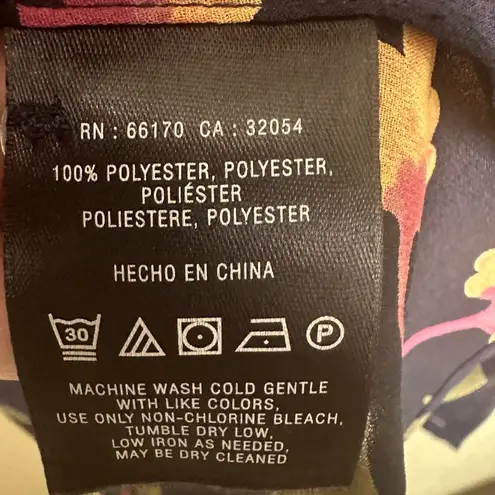 RN : 66170 CA : 32054
100% POLYESTER, POLYESTER,
POLIÉSTER
POLIESTERE, POLYESTER
HECHO EN CHINA
30 P
MACHINE WASH COLD GENTLE
WITH LIKE COLORS,
USE ONLY NON-CHLORINE BLEACH,
TUMBLE DRY LOW,
LOW IRON AS NEEDED,
MAY BE DRY CLEANED